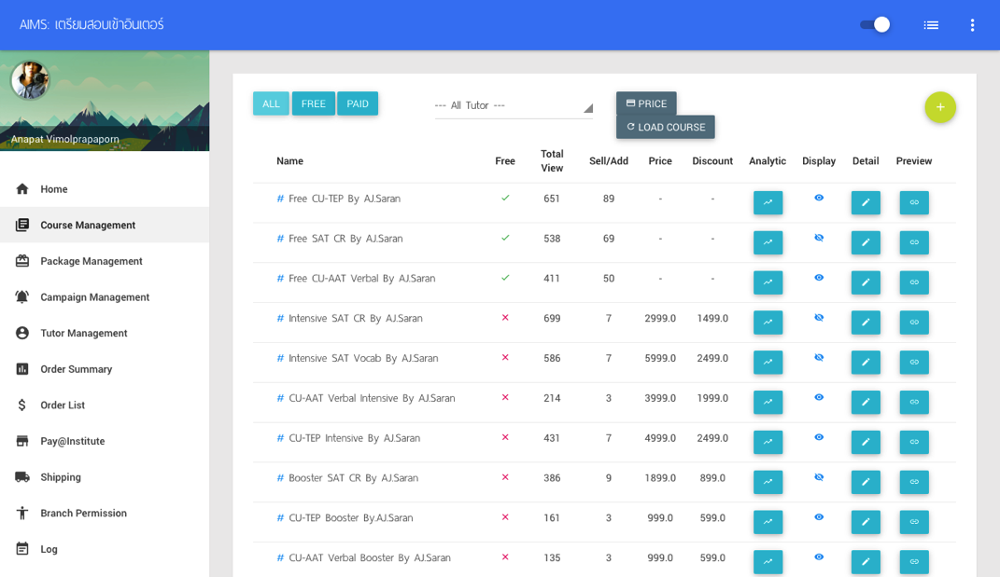 AIMS: เตรียมสอบเข้าอินเตอร์
Anapat Vimolprapaporn
Home
Course Management
Package Management
Campaign Management
Tutor Management
Order Summary
Order List
Pay@Institute
Shipping
Branch Permission
Log
ALL FREE PAID --- All Tutor --- PRICE
LOAD COURSE
Name Free Total View Sell/Add Price Discount Analytic Display Detail Preview
# Free CU-TEP By AJ.Saran 651 89 - -
# Free SAT CR By AJ.Saran 538 69 - -
# Free CU-AAT Verbal By AJ.Saran 411 50 - -
# Intensive SAT CR By AJ.Saran 699 7 2999.0 1499.0
# Intensive SAT Vocab By AJ.Saran 586 7 5999.0 2499.0
# CU-AAT Verbal Intensive By AJ.Saran 214 3 3999.0 1999.0
# CU-TEP Intensive By AJ.Saran 431 7 4999.0 2499.0
# Booster SAT CR By AJ.Saran 386 9 1899.0 899.0
# CU-TEP Booster By.AJ.Saran 161 3 999.0 599.0
# CU-AAT Verbal Booster By AJ.Saran 135 3 999.0 599.0